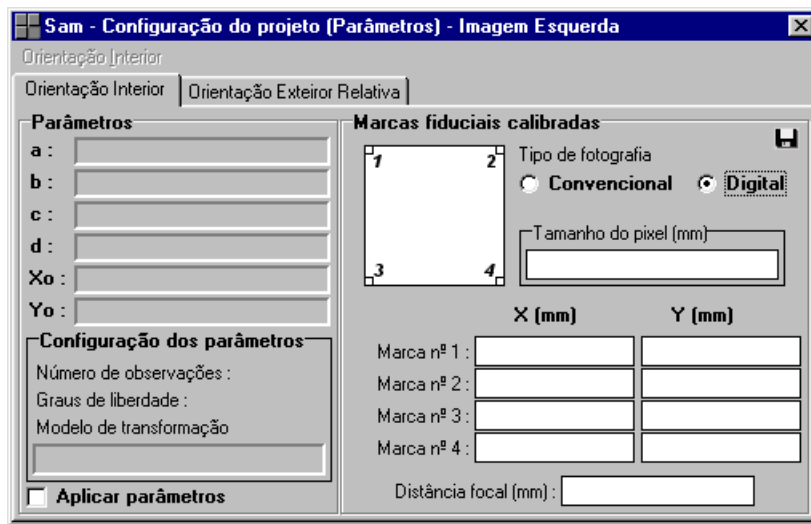 Sam - Configuração do projeto (Parâmetros) - Imagem Esquerda
Orientação Interior
Orientação Interior
Orientação Exteiror Relativa
Parâmetros
a :
b :
c :
d :
Xo :
Yo :
Configuração dos parâmetros
Número de observações :
Graus de liberdade :
Modelo de transformação
Aplicar parâmetros
Marcas fiduciais calibradas
1 2
3 4
Tipo de fotografia
Convencional Digital
Tamanho do pixel (mm)
X (mm) Y (mm)
Marca nº 1 :
Marca nº 2 :
Marca nº 3 :
Marca nº 4 :
Distância focal (mm) :